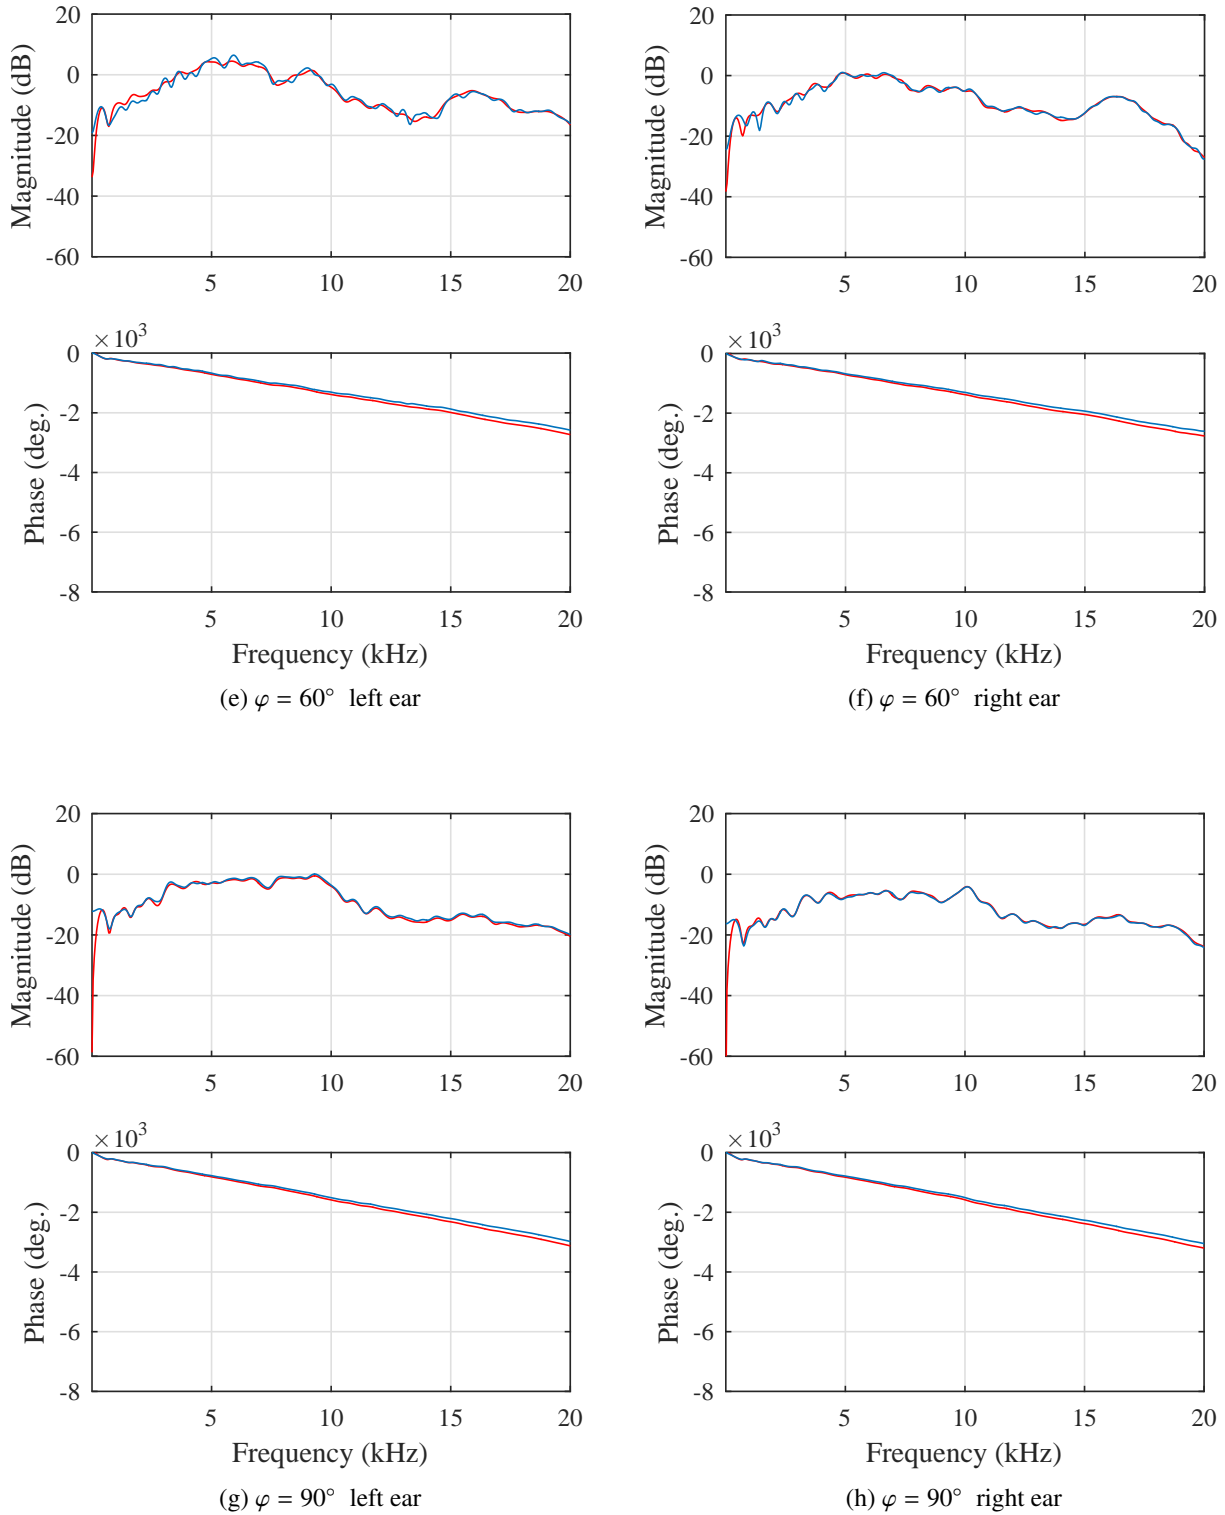 20
0
-20
-40
-60
Magnitude (dB)
5 10 15 20
×10³
0
-2
-4
-6
-8
Phase (deg.)
5 10 15 20
Frequency (kHz)
(e) φ = 60° left ear
20
0
-20
-40
-60
Magnitude (dB)
5 10 15 20
×10³
0
-2
-4
-6
-8
Phase (deg.)
5 10 15 20
Frequency (kHz)
(f) φ = 60° right ear
20
0
-20
-40
-60
Magnitude (dB)
5 10 15 20
×10³
0
-2
-4
-6
-8
Phase (deg.)
5 10 15 20
Frequency (kHz)
(g) φ = 90° left ear
20
0
-20
-40
-60
Magnitude (dB)
5 10 15 20
×10³
0
-2
-4
-6
-8
Phase (deg.)
5 10 15 20
Frequency (kHz)
(h) φ = 90° right ear